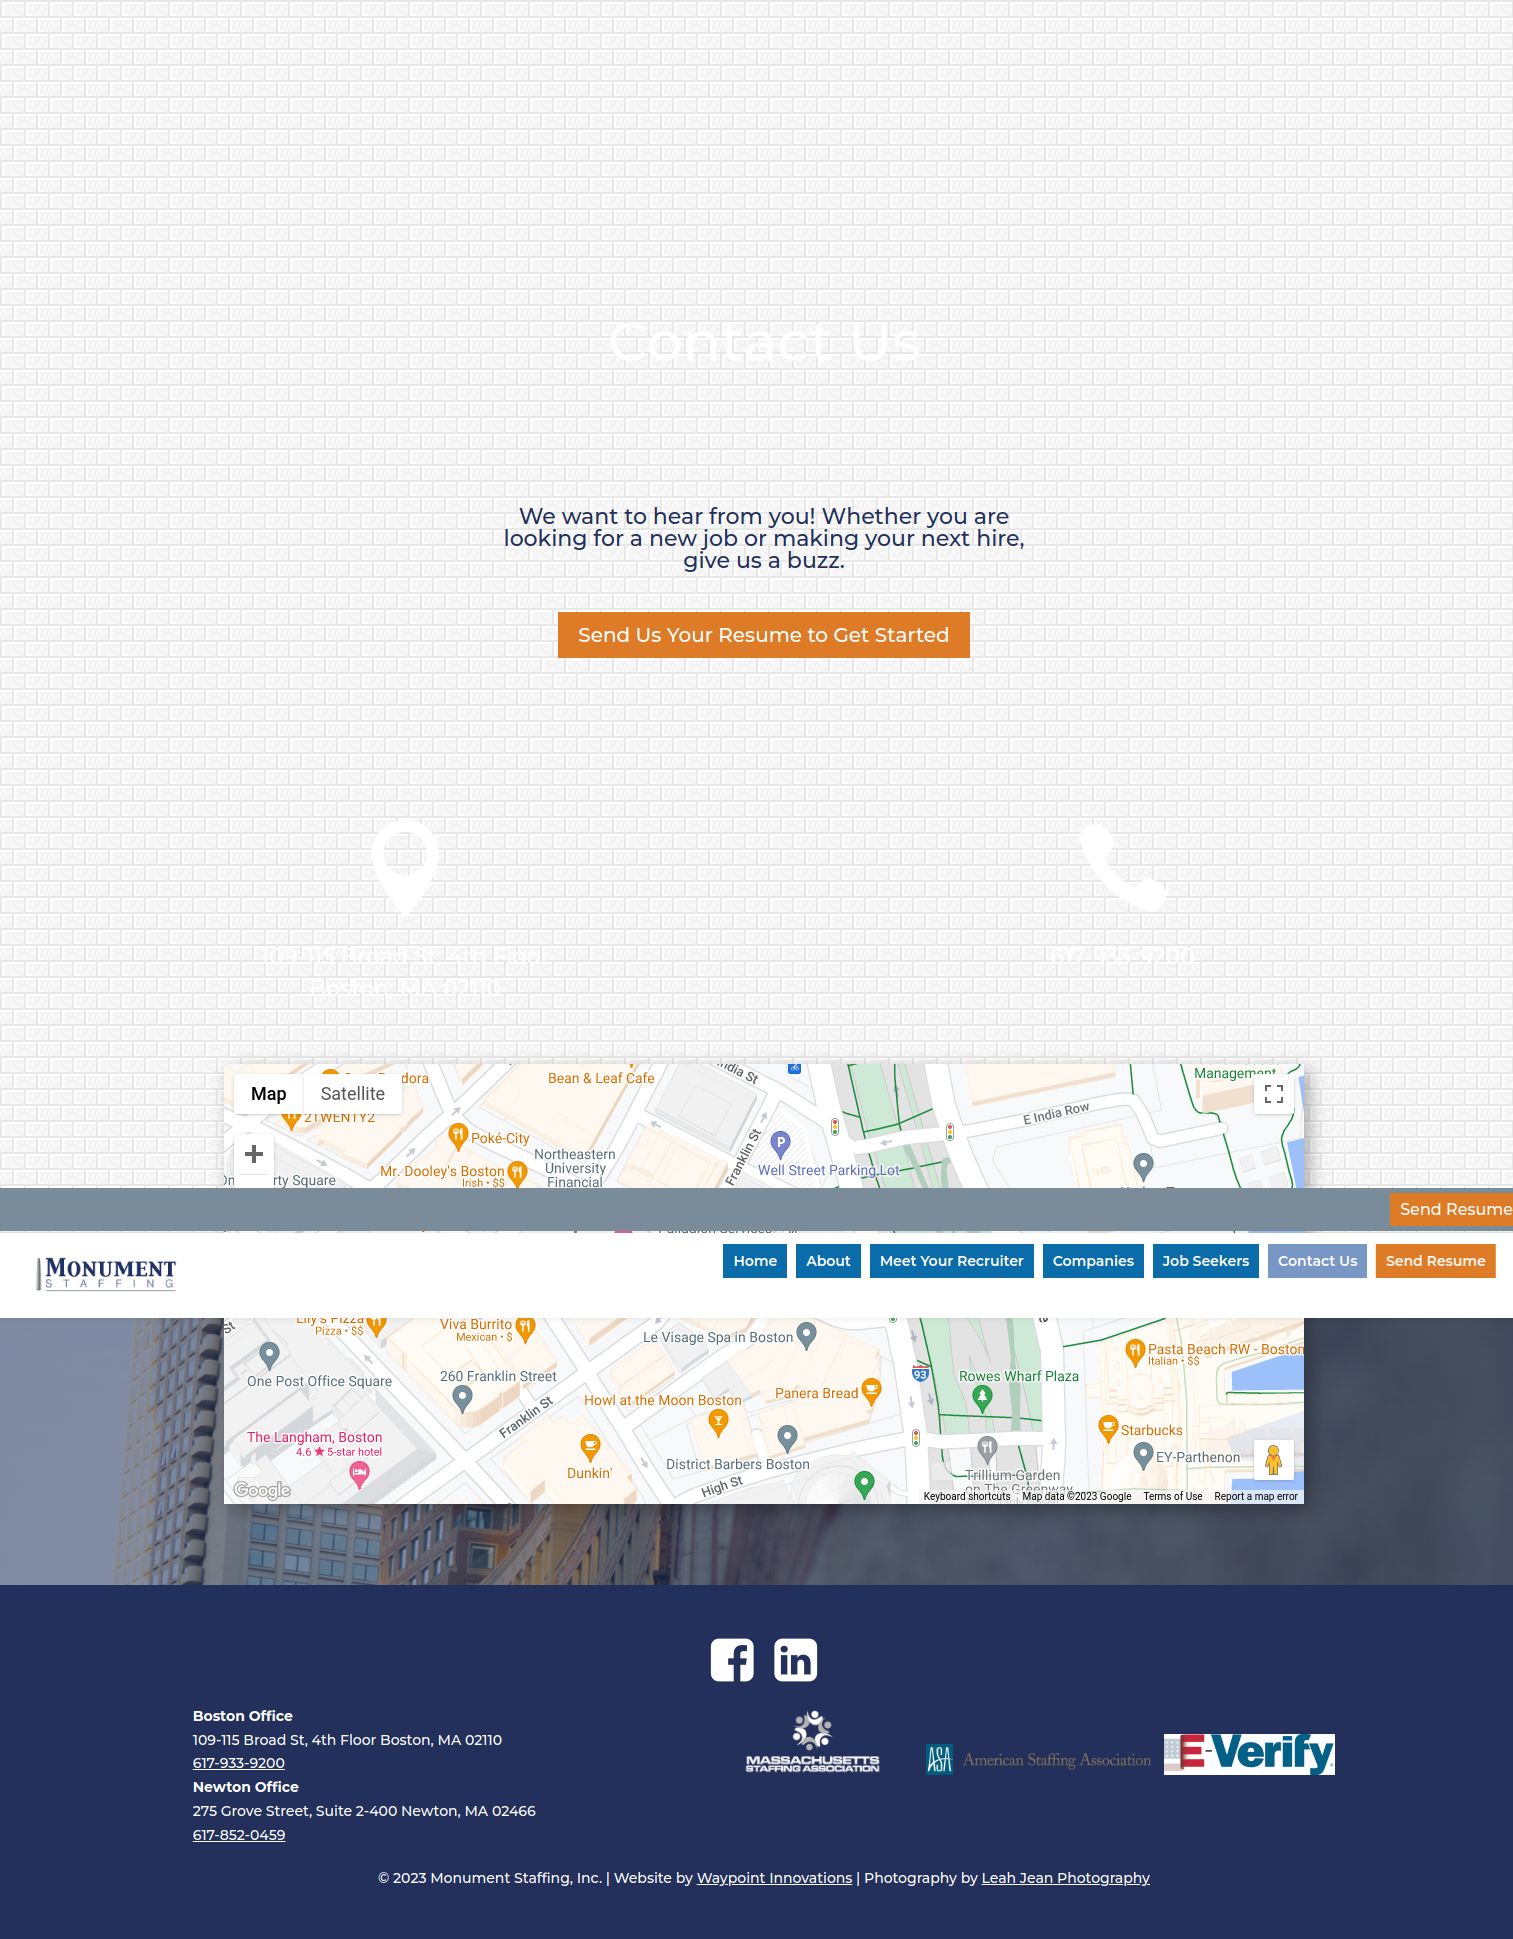 Contact Us
We want to hear from you! Whether you are
looking for a new job or making your next hire,
give us a buzz.
Send Us Your Resume to Get Started
109-115 Broad St, 4th Floor
Boston, MA 02110
617-933-9200
Map
Satellite
dora
Bean & Leaf Cafe
India St
Management
21WENTY2
E India Row
Poké-City
Franklin St
P
Well Street Parking Lot
Mr. Dooley's Boston
Irish • $$
Northeastern
University
Financial
rty Square
Send Resume
MONUMENT
STAFFING
Home
About
Meet Your Recruiter
Companies
Job Seekers
Contact Us
Send Resume
St
Lily's Pizza
Pizza • $$
Viva Burrito
Mexican • $
Le Visage Spa in Boston
Pasta Beach RW - Boston
Italian • $$
One Post Office Square
260 Franklin Street
93
Rowes Wharf Plaza
Howl at the Moon Boston
Panera Bread
Franklin St
Starbucks
The Langham, Boston
4.6 ★ 5-star hotel
Dunkin'
District Barbers Boston
EY-Parthenon
High St
Trillium Garden
on The Greenway
Google
Keyboard shortcuts
Map data ©2023 Google
Terms of Use
Report a map error
Boston Office
109-115 Broad St, 4th Floor Boston, MA 02110
617-933-9200
Newton Office
275 Grove Street, Suite 2-400 Newton, MA 02466
617-852-0459
MASSACHUSETTS
STAFFING ASSOCIATION
ASA American Staffing Association
E-Verify
© 2023 Monument Staffing, Inc. | Website by Waypoint Innovations | Photography by Leah Jean Photography